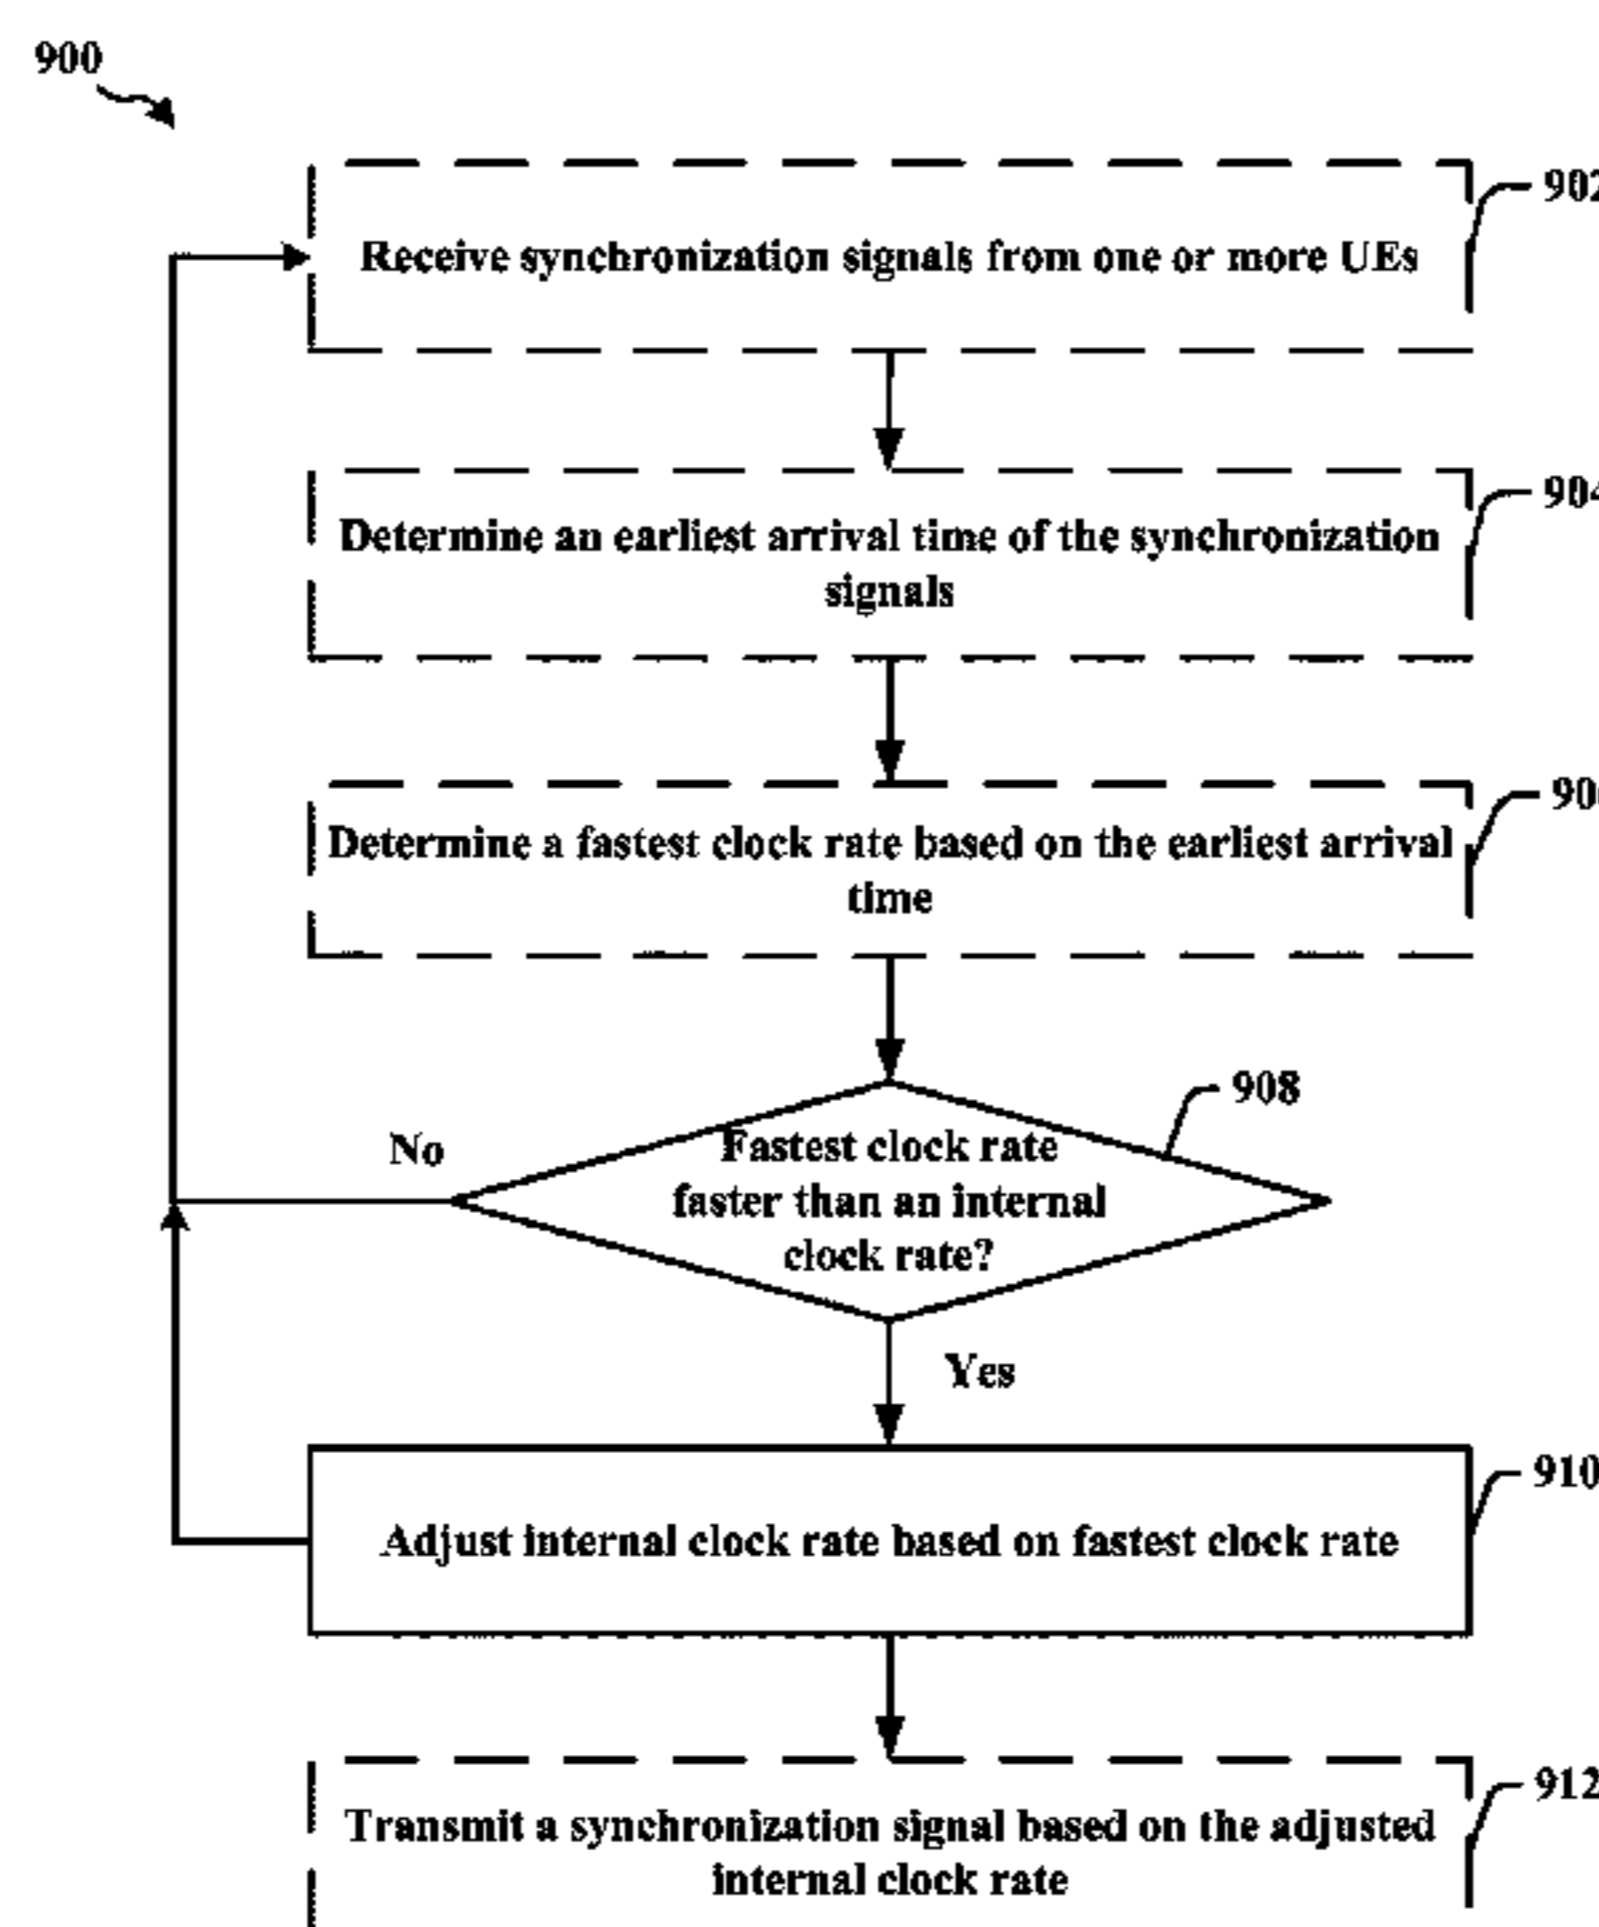 900
902
Receive synchronization signals from one or more UEs
904
Determine an earliest arrival time of the synchronization
signals
Determine a fastest clock rate based on the earliest arrival
time
908
No
Fastest clock rate
faster than an internal
clock rate?
Yes
910
Adjust internal clock rate based on fastest clock rate
912
Transmit a synchronization signal based on the adjusted
internal clock rate